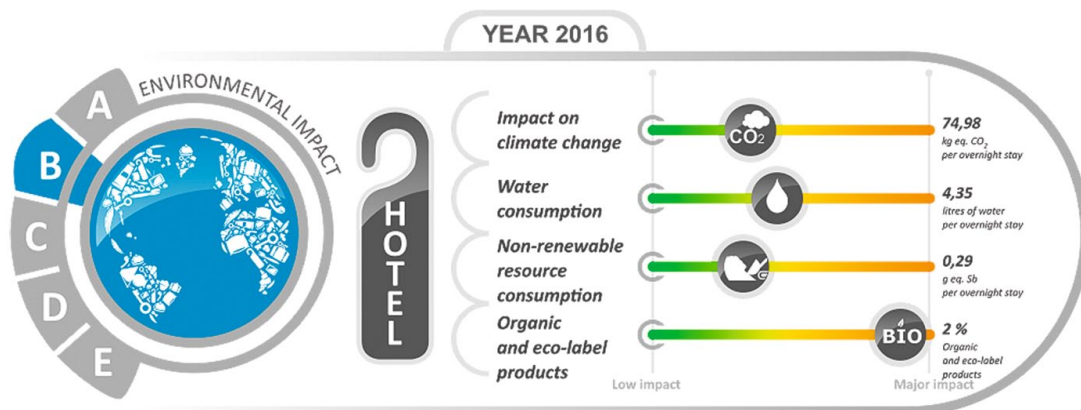 YEAR 2016
ENVIRONMENTAL IMPACT
A
B
C
D
E
HOTEL
Impact on
climate change
CO2
74,98
kg eq. CO2
per overnight stay
Water
consumption
4,35
litres of water
per overnight stay
Non-renewable
resource
consumption
0,29
g eq. Sb
per overnight stay
Organic
and eco-label
products
BIO
2 %
Organic
and eco-label
products
Low impact
Major impact